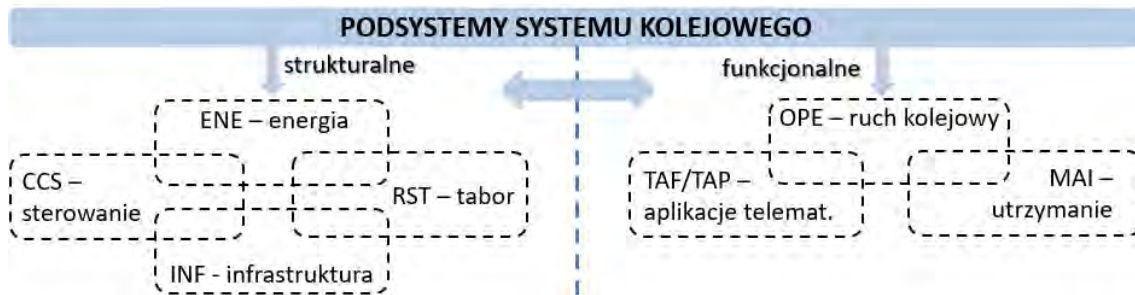 PODSYSTEMY SYSTEMU KOLEJOWEGO
strukturalne
funkcjonalne
ENE – energia
CCS –
sterowanie
RST – tabor
INF - infrastruktura
OPE – ruch kolejowy
TAF/TAP –
aplikacje telemat.
MAI –
utrzymanie